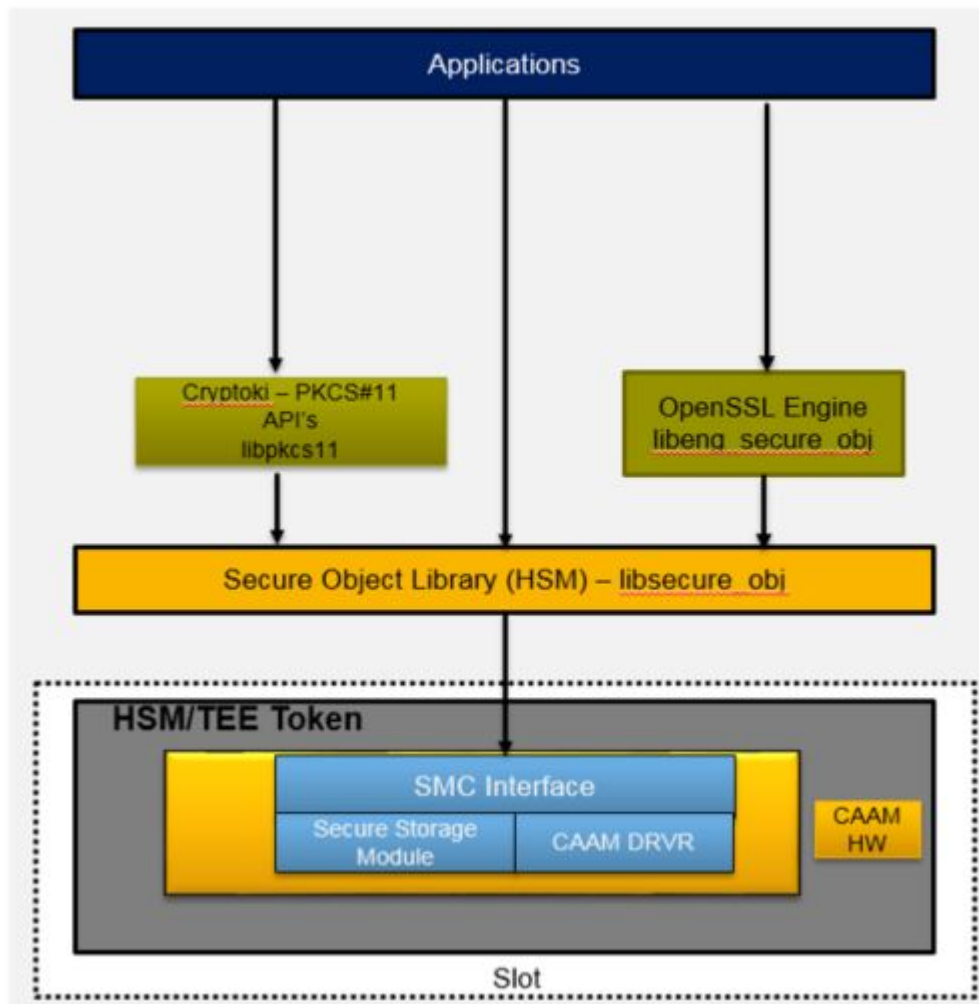 Applications
Cryptoki – PKCS#11
API's
libpkcs11
OpenSSL Engine
libeng_secure_obj
Secure Object Library (HSM) – libsecure_obj
HSM/TEE Token
SMC Interface
Secure Storage
Module
CAAM DRVR
CAAM
HW
Slot